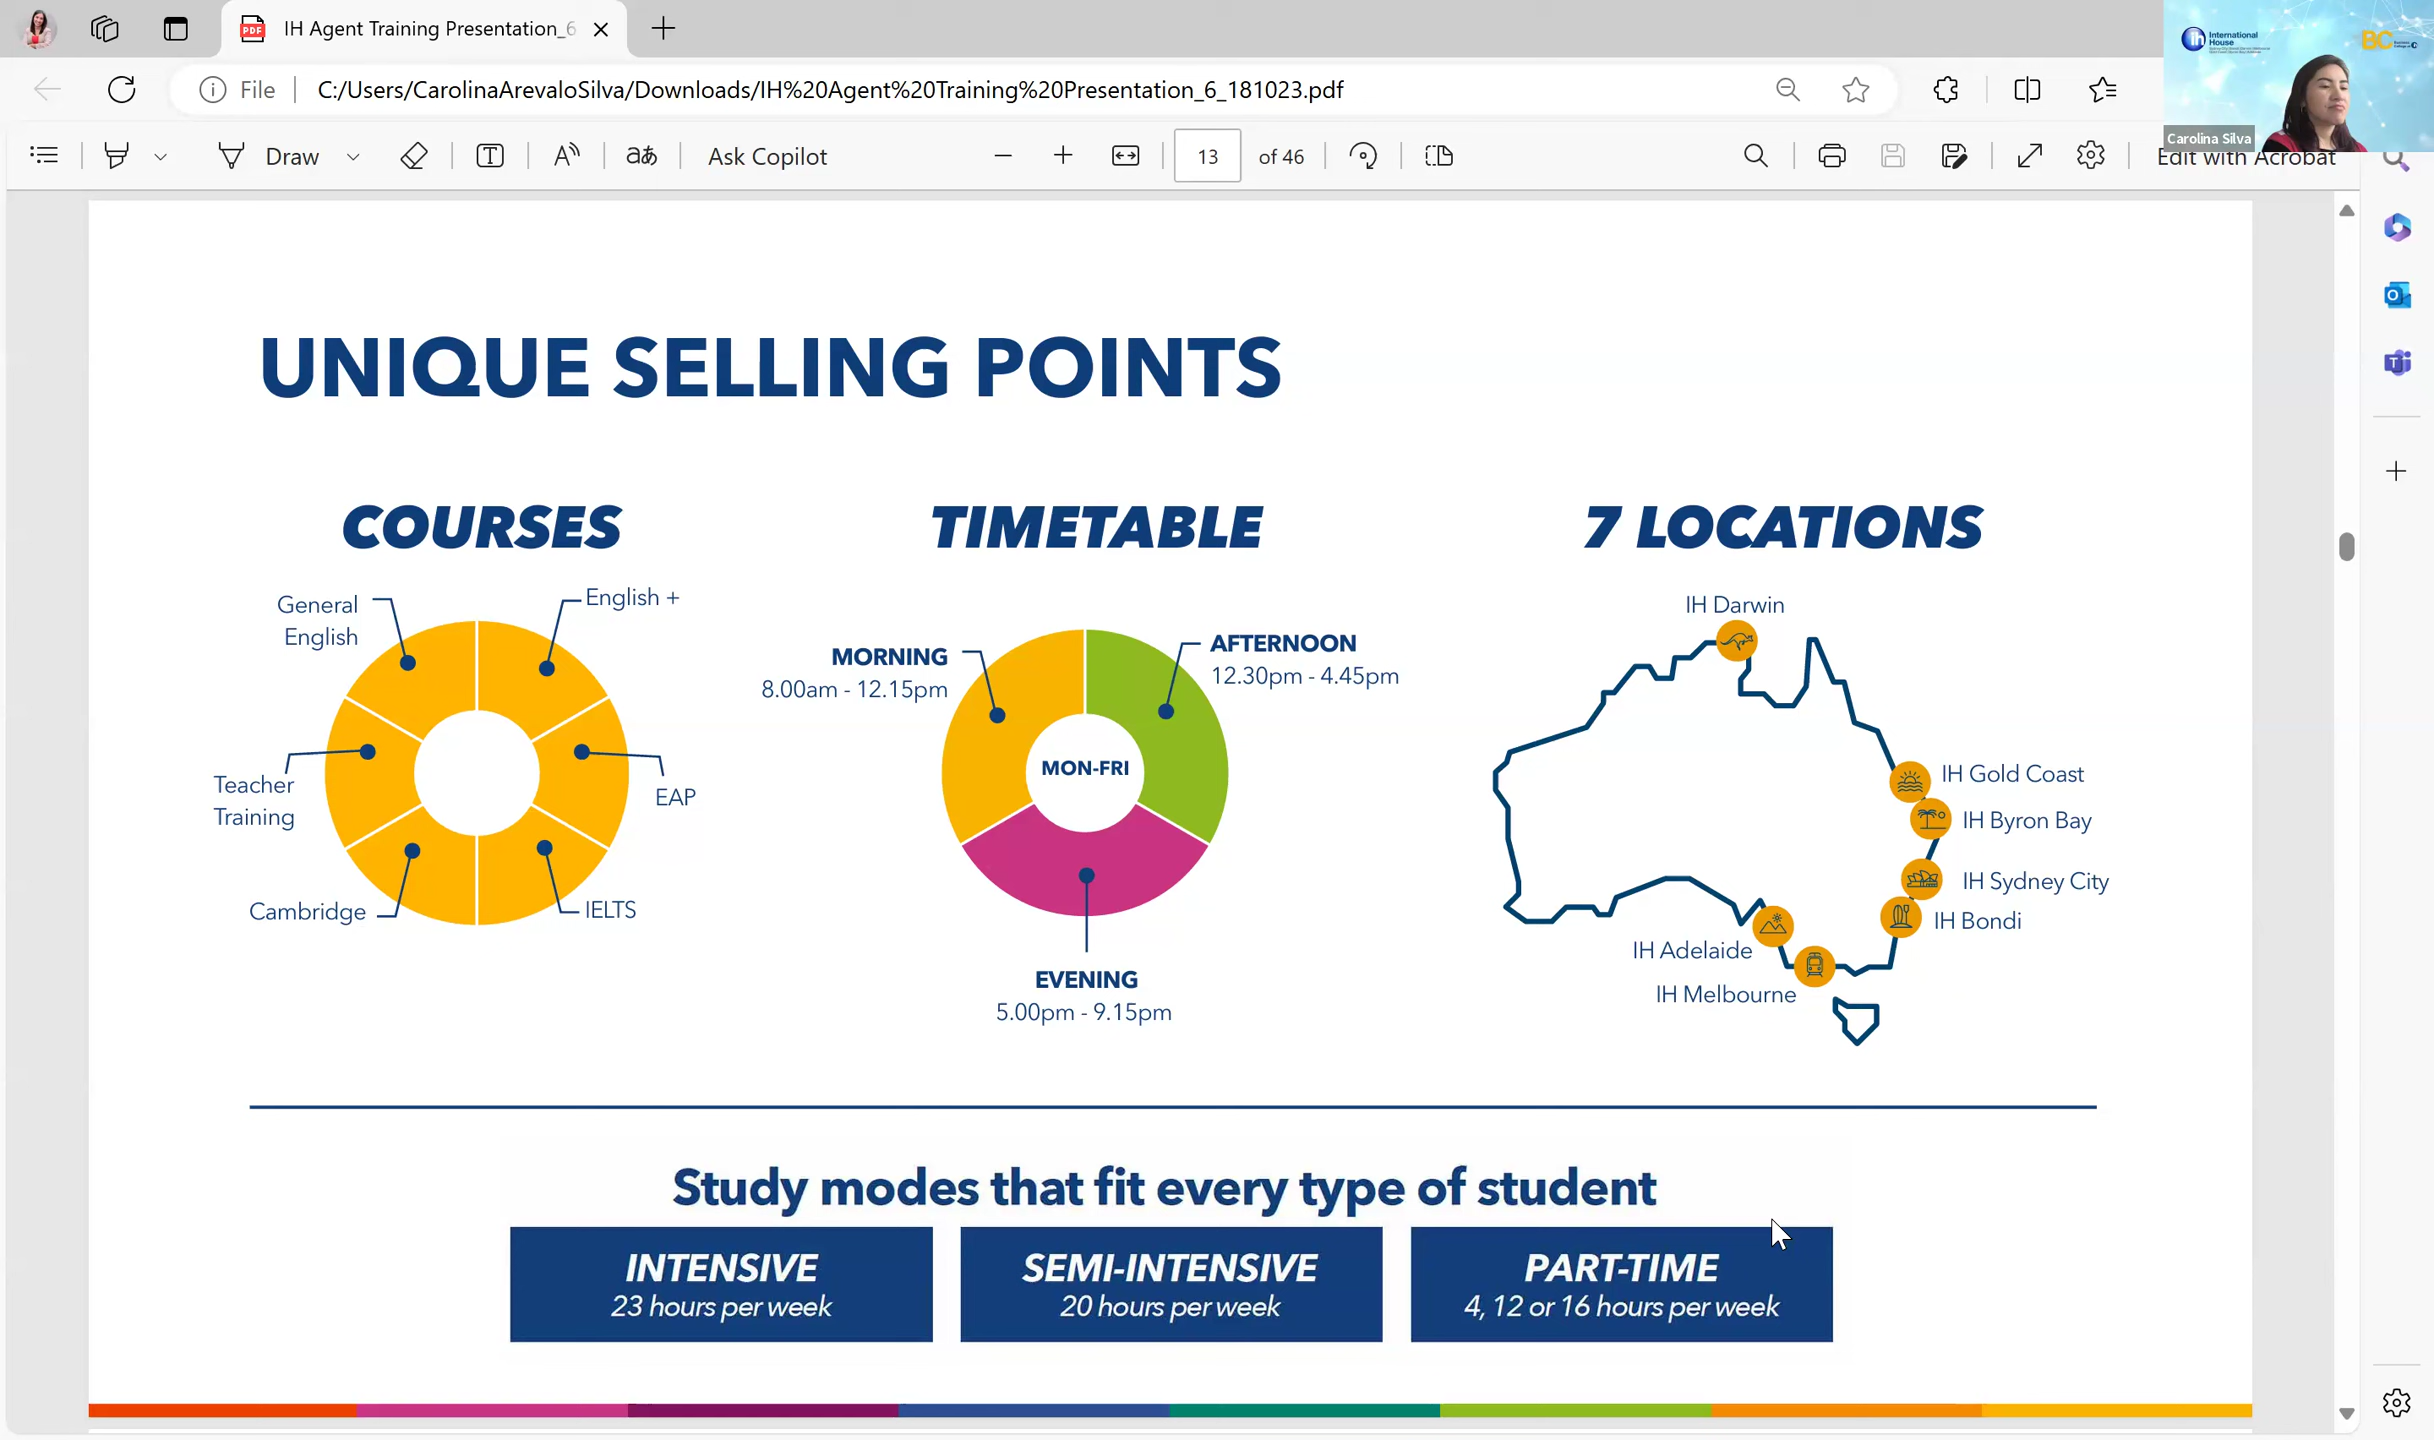 IH Agent Training Presentation_6
File
C:/Users/CarolinaArevaloSilva/Downloads/IH%20Agent%20Training%20Presentation_6_181023.pdf
International
House
BC
Carolina Silva
Draw
Ask Copilot
13
of 46
Edit with Acrobat
UNIQUE SELLING POINTS
COURSES
General
English
English +
Teacher
Training
EAP
Cambridge
IELTS
TIMETABLE
MORNING
8.00am - 12.15pm
AFTERNOON
12.30pm - 4.45pm
MON-FRI
EVENING
5.00pm - 9.15pm
7 LOCATIONS
IH Darwin
IH Gold Coast
IH Byron Bay
IH Sydney City
IH Bondi
IH Adelaide
IH Melbourne
Study modes that fit every type of student
INTENSIVE
23 hours per week
SEMI-INTENSIVE
20 hours per week
PART-TIME
4, 12 or 16 hours per week